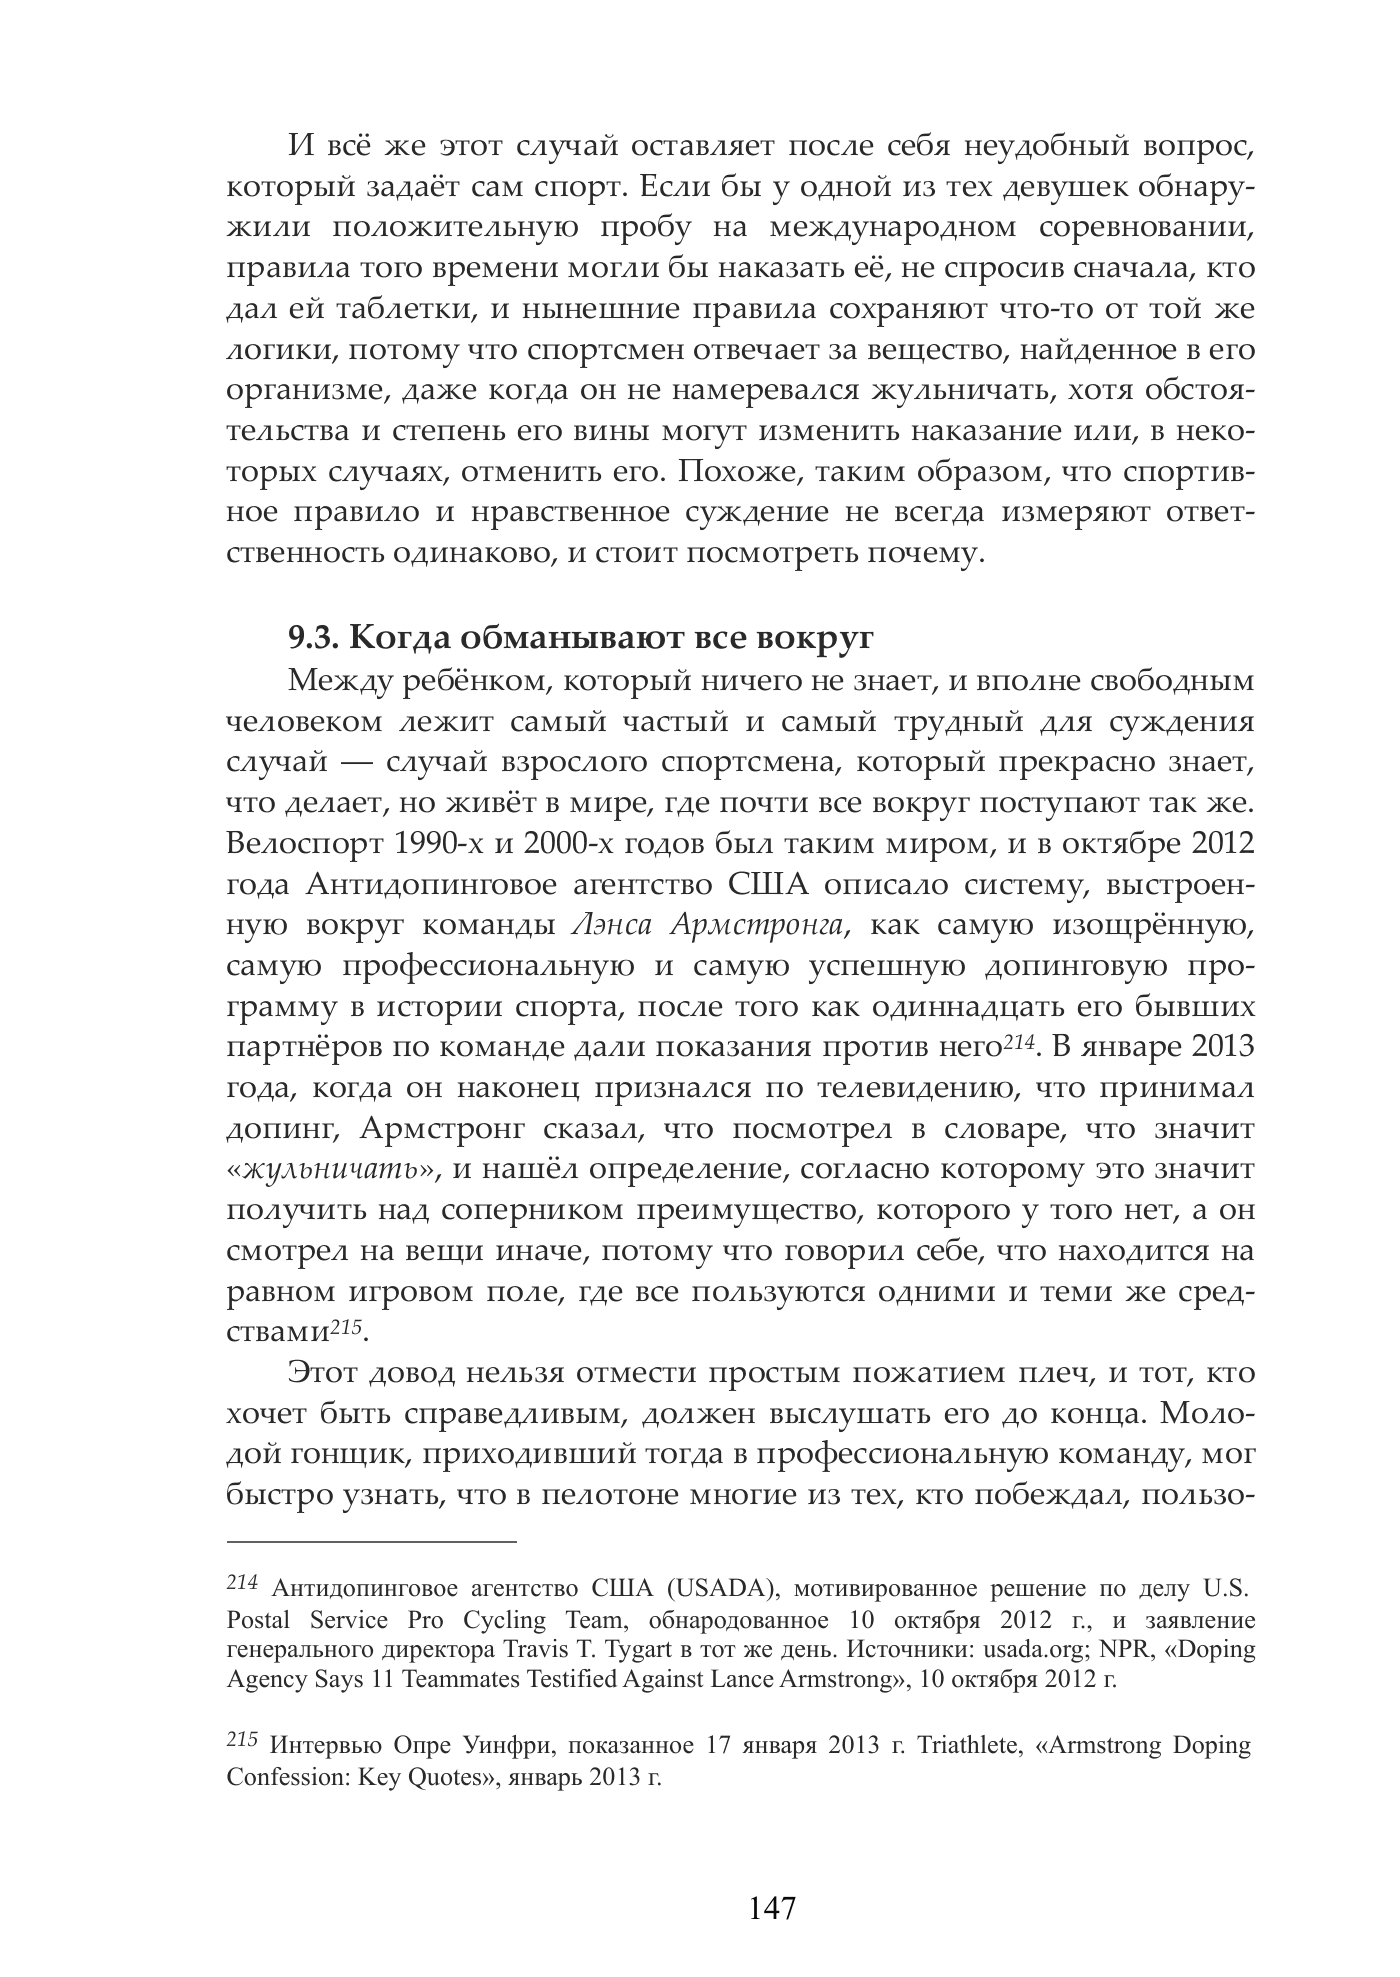 И всё же этот случай оставляет после себя неудобный вопрос,
который задаёт сам спорт. Если бы у одной из тех девушек обнару-
жили положительную пробу на международном соревновании,
правила того времени могли бы наказать её, не спросив сначала, кто
дал ей таблетки, и нынешние правила сохраняют что-то от той же
логики, потому что спортсмен отвечает за вещество, найденное в его
организме, даже когда он не намеревался жульничать, хотя обстоя-
тельства и степень его вины могут изменить наказание или, в неко-
торых случаях, отменить его. Похоже, таким образом, что спортив-
ное правило и нравственное суждение не всегда измеряют ответ-
ственность одинаково, и стоит посмотреть почему.
9.3. Когда обманывают все вокруг
Между ребёнком, который ничего не знает, и вполне свободным
человеком лежит самый частый и самый трудный для суждения
случай — случай взрослого спортсмена, который прекрасно знает,
что делает, но живёт в мире, где почти все вокруг поступают так же.
Велоспорт 1990-х и 2000-х годов был таким миром, и в октябре 2012
года Антидопинговое агентство США описало систему, выстроен-
ную вокруг команды Лэнса Армстронга, как самую изощрённую,
самую профессиональную и самую успешную допинговую про-
грамму в истории спорта, после того как одиннадцать его бывших
партнёров по команде дали показания против него214. В январе 2013
года, когда он наконец признался по телевидению, что принимал
допинг, Армстронг сказал, что посмотрел в словаре, что значит
«жульничать», и нашёл определение, согласно которому это значит
получить над соперником преимущество, которого у того нет, а он
смотрел на вещи иначе, потому что говорил себе, что находится на
равном игровом поле, где все пользуются одними и теми же сред-
ствами215.
Этот довод нельзя отмести простым пожатием плеч, и тот, кто
хочет быть справедливым, должен выслушать его до конца. Моло-
дой гонщик, приходивший тогда в профессиональную команду, мог
быстро узнать, что в пелотоне многие из тех, кто побеждал, пользо-
214 Антидопинговое агентство США (USADA), мотивированное решение по делу U.S.
Postal Service Pro Cycling Team, обнародованное 10 октября 2012 г., и заявление
генерального директора Travis T. Tygart в тот же день. Источники: usada.org; NPR, «Doping
Agency Says 11 Teammates Testified Against Lance Armstrong», 10 октября 2012 г.
215 Интервью Опре Уинфри, показанное 17 января 2013 г. Triathlete, «Armstrong Doping
Confession: Key Quotes», январь 2013 г.
147